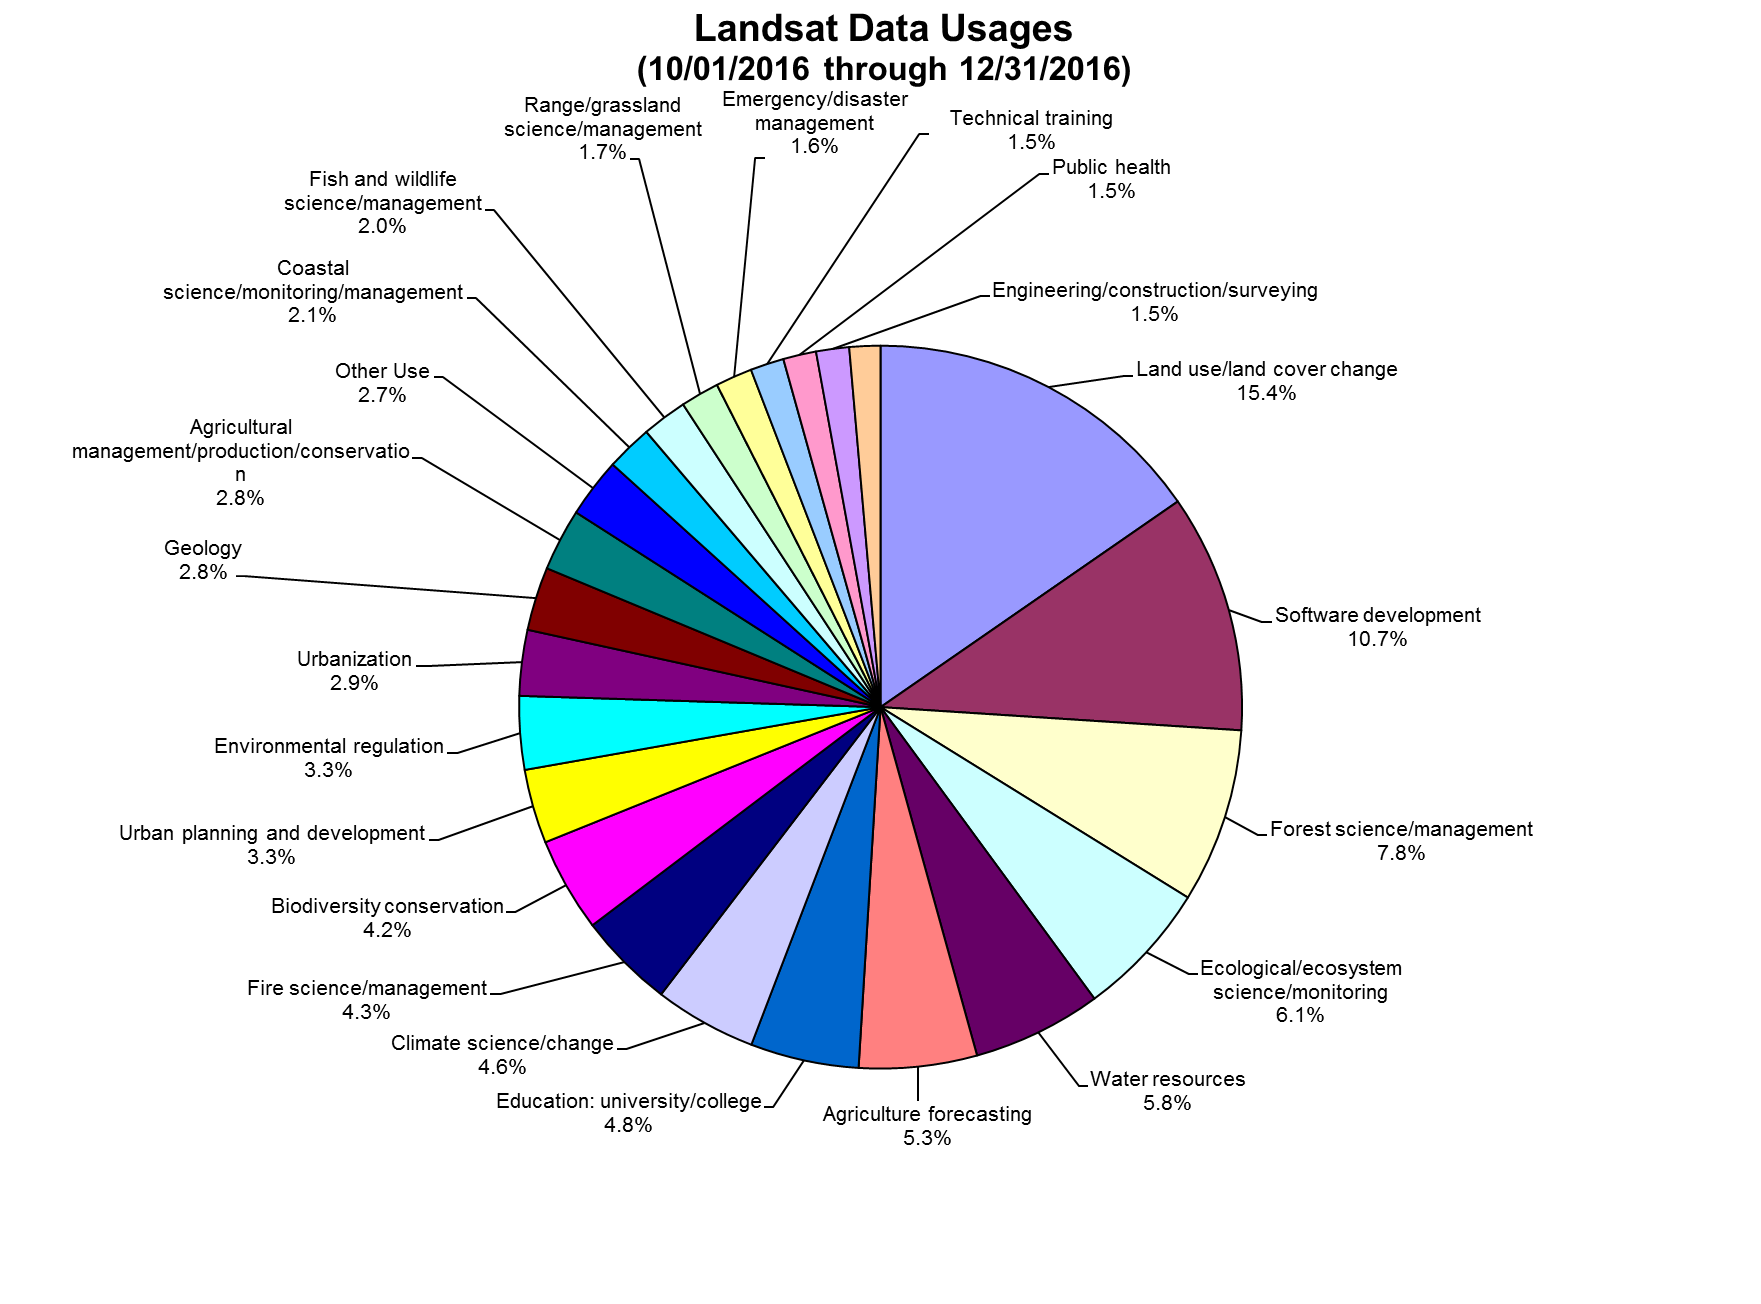 Landsat Data Usages
(10/01/2016 through 12/31/2016)
Range/grassland
science/management
1.7%
Emergency/disaster
management
1.6%
Technical training
1.5%
Public health
1.5%
Fish and wildlife
science/management
2.0%
Coastal
science/monitoring/management
2.1%
Engineering/construction/surveying
1.5%
Other Use
2.7%
Land use/land cover change
15.4%
Agricultural
management/production/conservatio
n
2.8%
Geology
2.8%
Software development
10.7%
Urbanization
2.9%
Environmental regulation
3.3%
Urban planning and development
3.3%
Forest science/management
7.8%
Biodiversity conservation
4.2%
Ecological/ecosystem
science/monitoring
6.1%
Fire science/management
4.3%
Climate science/change
4.6%
Water resources
5.8%
Education: university/college
4.8%
Agriculture forecasting
5.3%